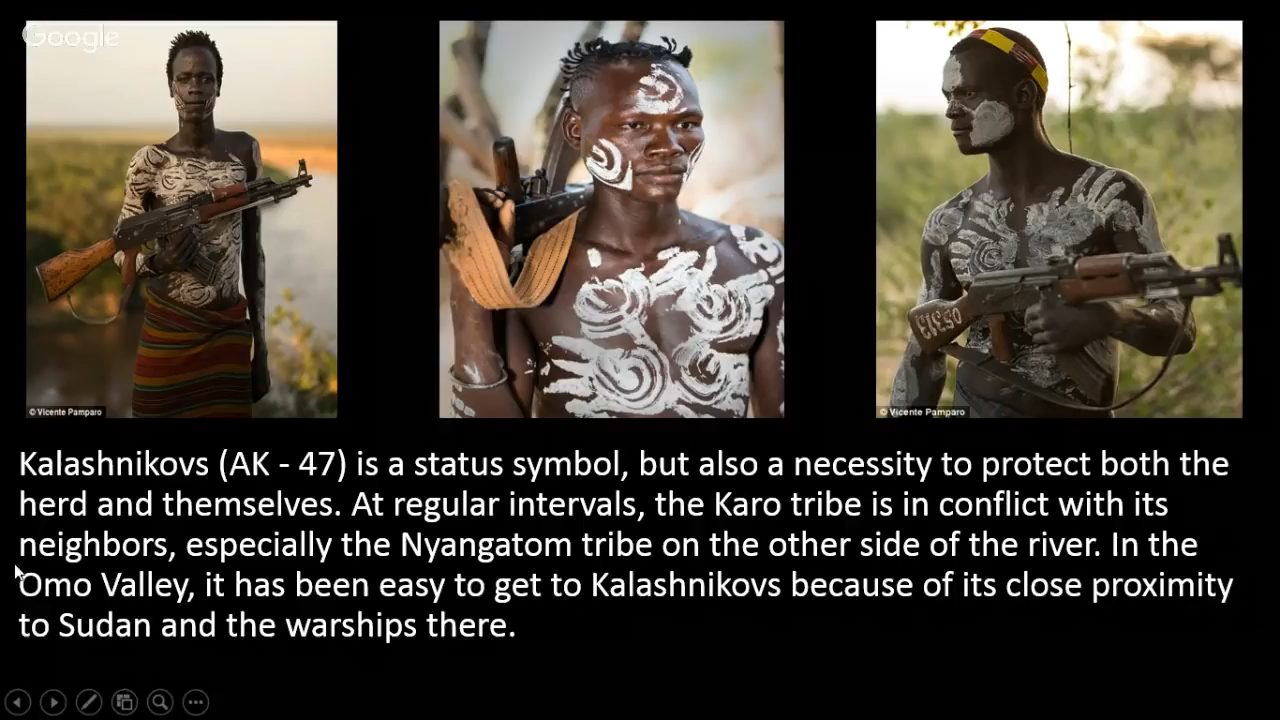 Google
© Vicente Pamparo
© Vicente Pamparo
Kalashnikovs (AK - 47) is a status symbol, but also a necessity to protect both the
herd and themselves. At regular intervals, the Karo tribe is in conflict with its
neighbors, especially the Nyangatom tribe on the other side of the river. In the
Omo Valley, it has been easy to get to Kalashnikovs because of its close proximity
to Sudan and the warships there.